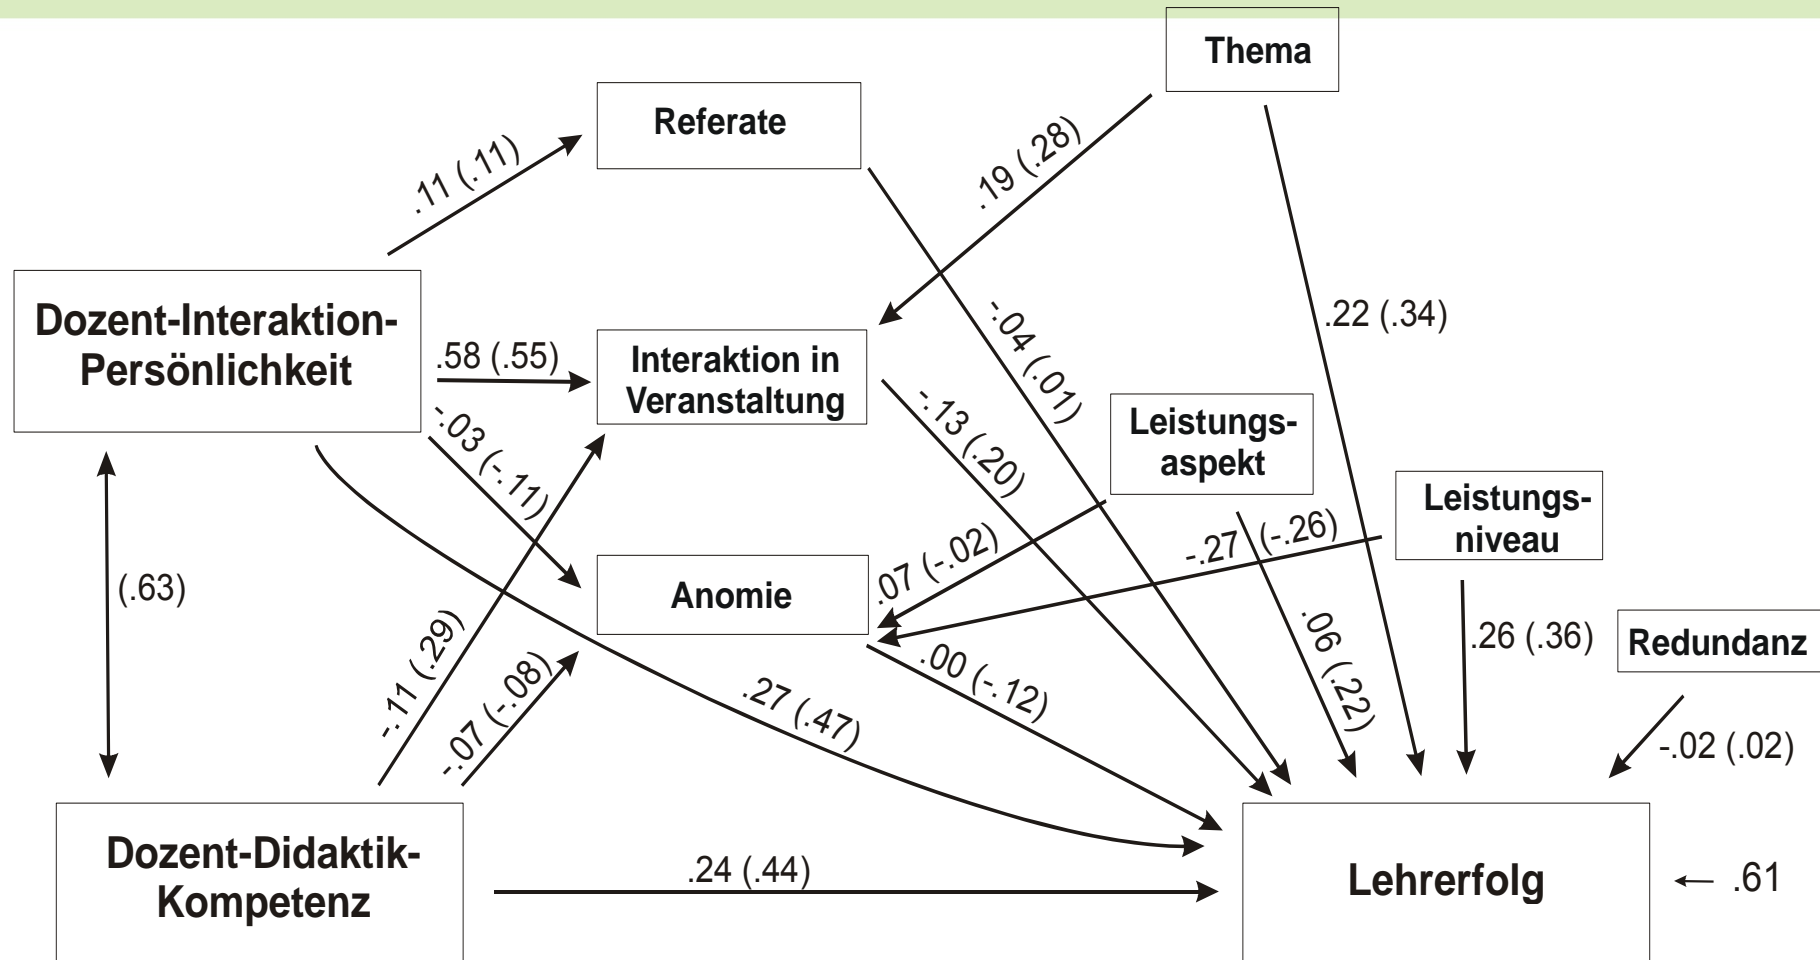 Thema
Referate
.11 (.11)
.19 (.28)
Dozent-Interaktion-
Persönlichkeit
.22 (.34)
-.04 (.01)
.58 (.55)
Interaktion in
Veranstaltung
-.03 (-.11)
-.13 (.20)
Leistungs-
aspekt
Leistungs-
niveau
.07 (-.02)
-.27 (-.26)
(.63)
Anomie
-.11 (.29)
-.07 (-.08)
.00 (-.12)
.06 (.22)
.26 (.36)
Redundanz
.27 (.47)
-.02 (.02)
Dozent-Didaktik-
Kompetenz
.24 (.44)
Lehrerfolg
.61